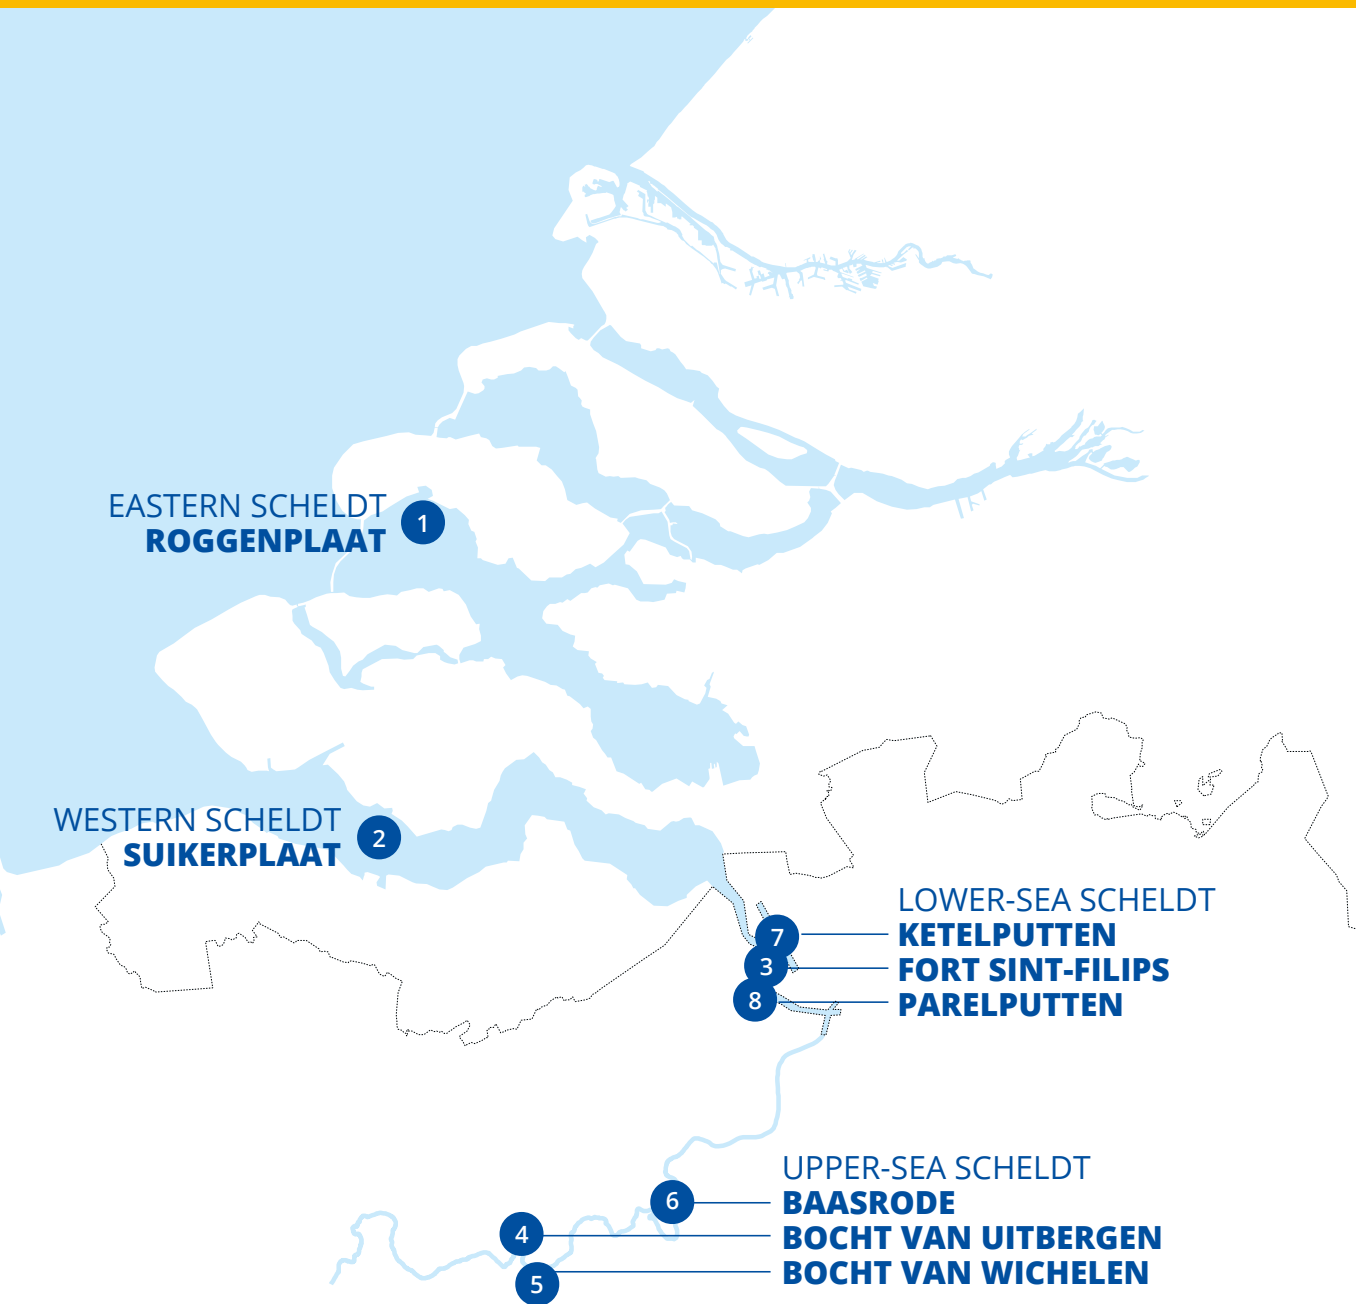 EASTERN SCHELDT
ROGGENPLAAT
1
WESTERN SCHELDT
SUIKERPLAAT
2
LOWER-SEA SCHELDT
7
KETELPUTTEN
3
FORT SINT-FILIPS
8
PARELPUTTEN
UPPER-SEA SCHELDT
6
BAASRODE
4
BOCHT VAN UITBERGEN
5
BOCHT VAN WICHELEN